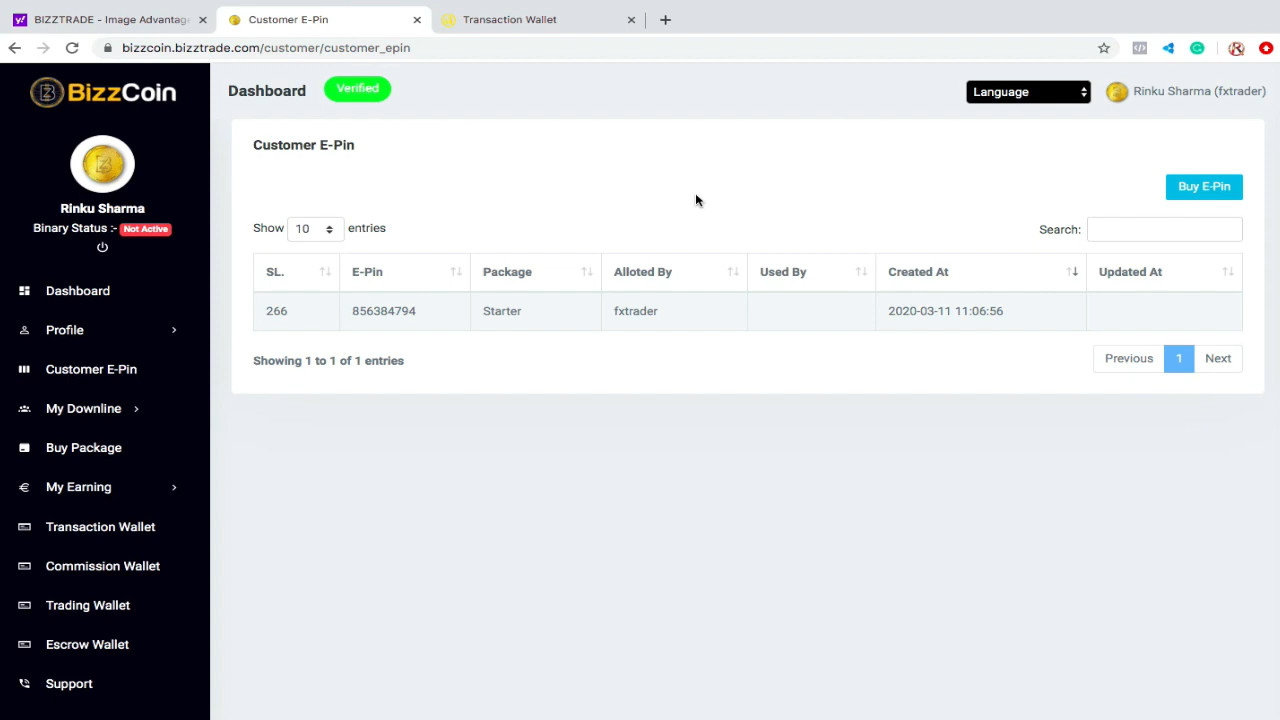 BIZZTRADE - Image Advantag
Customer E-Pin
Transaction Wallet
bizzcoin.bizztrade.com/customer/customer_epin
BizzCoin
Dashboard
Verified
Language
Rinku Sharma (fxtrader)
Rinku Sharma
Binary Status :- Not Active
Dashboard
Profile
Customer E-Pin
My Downline
Buy Package
My Earning
Transaction Wallet
Commission Wallet
Trading Wallet
Escrow Wallet
Support
Customer E-Pin
Buy E-Pin
Show 10 entries
Search:
SL. E-Pin Package Alloted By Used By Created At Updated At
266 856384794 Starter fxtrader 2020-03-11 11:06:56
Showing 1 to 1 of 1 entries
Previous 1 Next